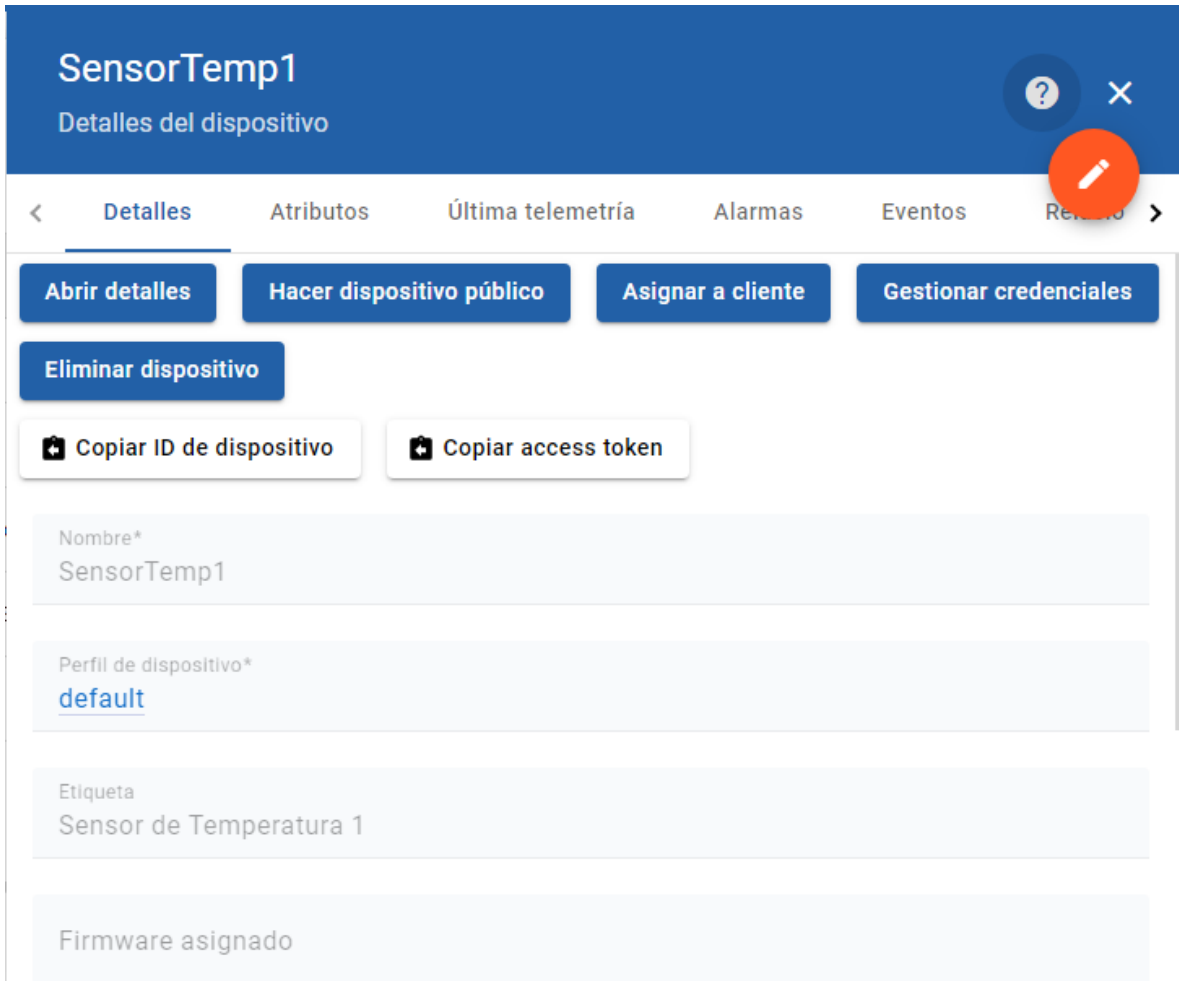 SensorTemp1
Detalles del dispositivo
Detalles Atributos Última telemetría Alarmas Eventos
Abrir detalles Hacer dispositivo público Asignar a cliente Gestionar credenciales
Eliminar dispositivo
Copiar ID de dispositivo Copiar access token
Nombre*
SensorTemp1
Perfil de dispositivo*
default
Etiqueta
Sensor de Temperatura 1
Firmware asignado